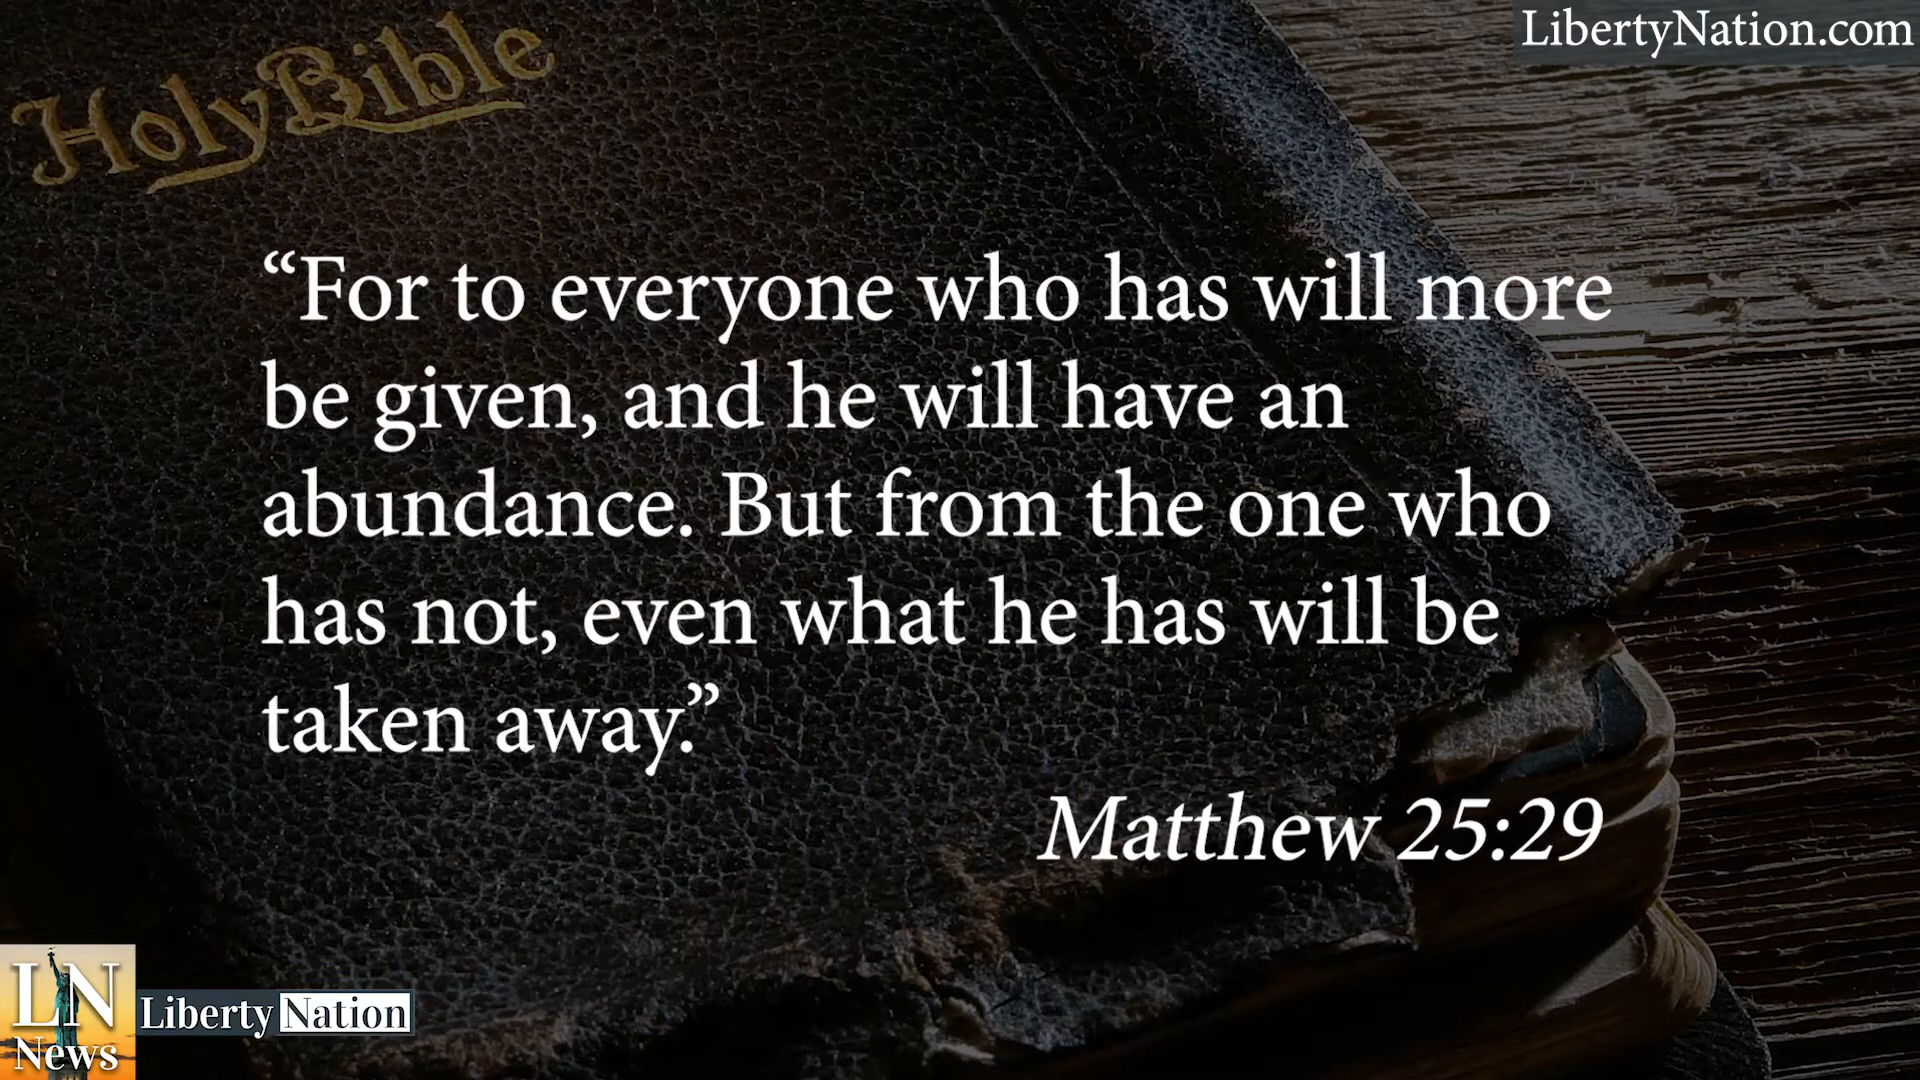 LibertyNation.com
HolyBible
“For to everyone who has will more
be given, and he will have an
abundance. But from the one who
has not, even what he has will be
taken away.”
Matthew 25:29
LN
News
Liberty Nation